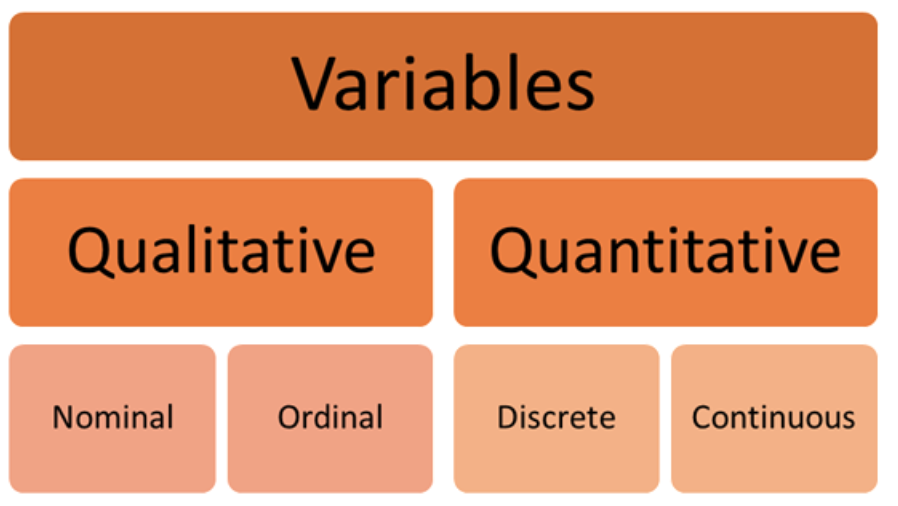 Variables
Qualitative
Quantitative
Nominal
Ordinal
Discrete
Continuous